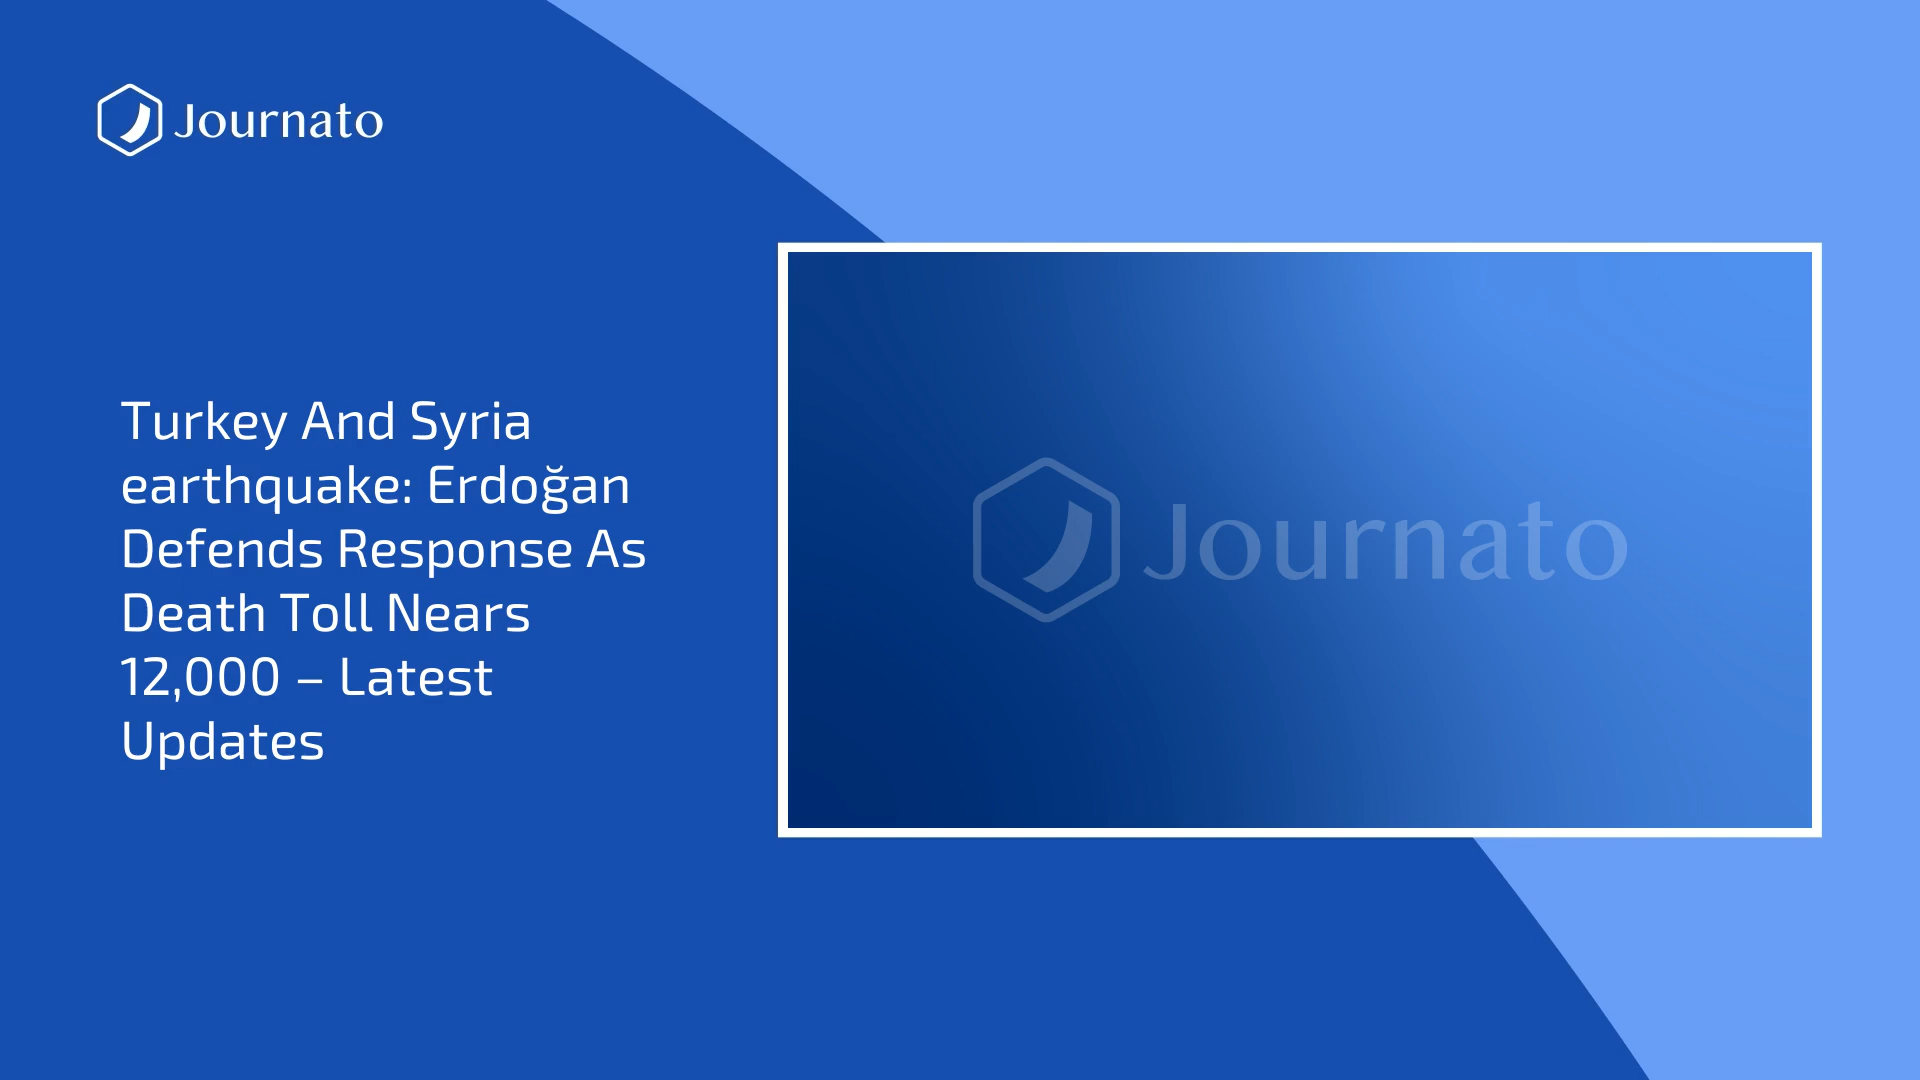 Journato
Turkey And Syria
earthquake: Erdoğan
Defends Response As
Death Toll Nears
12,000 – Latest
Updates
Journato